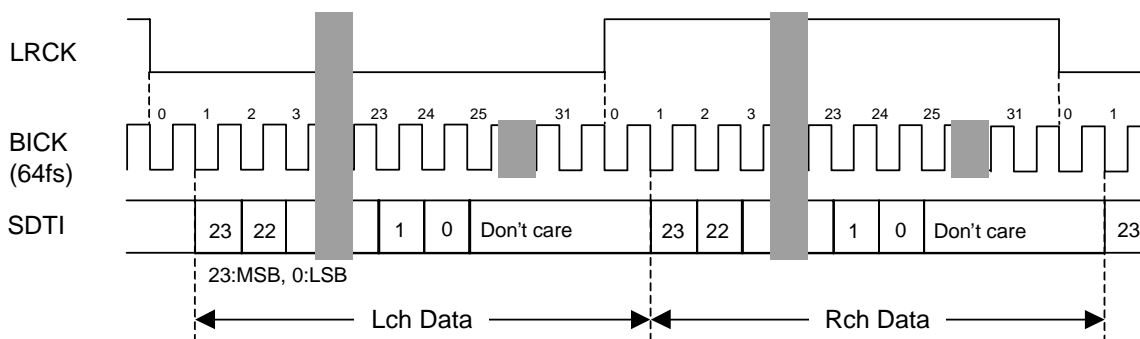 LRCK
0 1 2 3 23 24 25 31 0 1 2 3 23 24 25 31 0 1
BICK
(64fs)
SDTI 23 22 1 0 Don't care 23 22 1 0 Don't care 23
23:MSB, 0:LSB
Lch Data Rch Data